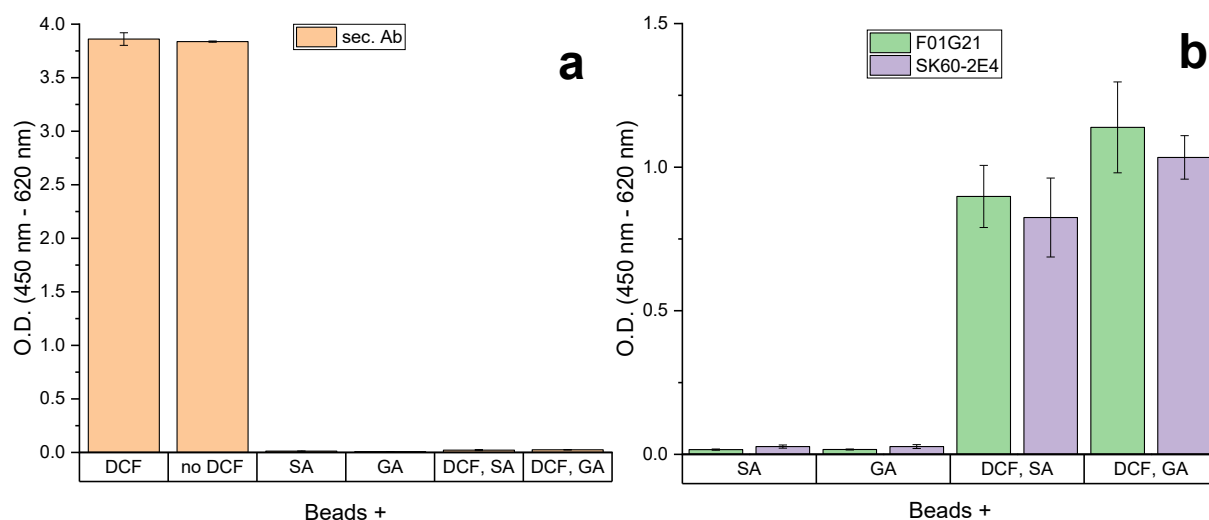 4.0
3.5
3.0
2.5
2.0
1.5
1.0
0.5
0.0
O.D. (450 nm - 620 nm)
sec. Ab
a
DCF
no DCF
SA
GA
DCF, SA
DCF, GA
Beads +
1.5
1.0
0.5
0.0
O.D. (450 nm - 620 nm)
F01G21
SK60-2E4
b
SA
GA
DCF, SA
DCF, GA
Beads +